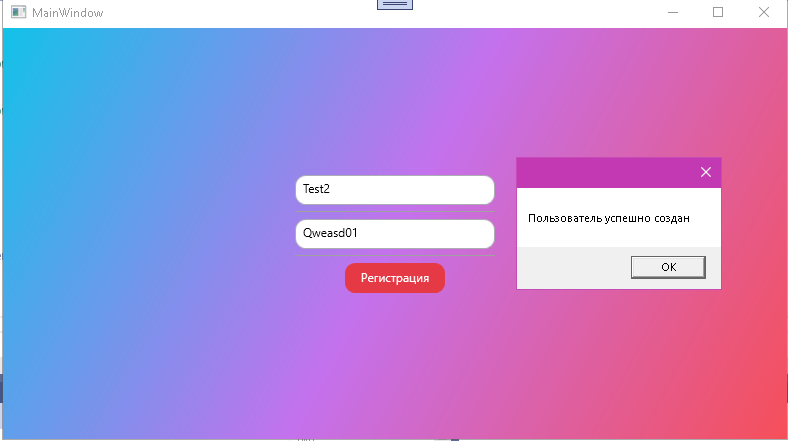 MainWindow
Test2
Qweasd01
Регистрация
Пользователь успешно создан
OK